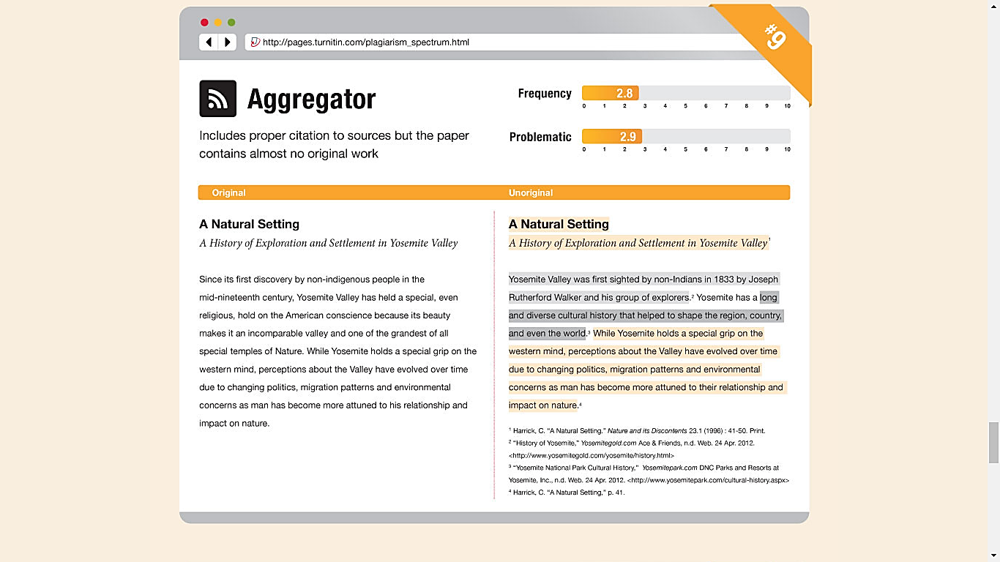 #9
http://pages.turnitin.com/plagiarism_spectrum.html
Aggregator
Includes proper citation to sources but the paper
contains almost no original work
Frequency 2.8
0 1 2 3 4 5 6 7 8 9 10
Problematic 2.9
0 1 2 3 4 5 6 7 8 9 10
Original
A Natural Setting
A History of Exploration and Settlement in Yosemite Valley
Since its first discovery by non-indigenous people in the
mid-nineteenth century, Yosemite Valley has held a special, even
religious, hold on the American conscience because its beauty
makes it an incomparable valley and one of the grandest of all
special temples of Nature. While Yosemite holds a special grip on the
western mind, perceptions about the Valley have evolved over time
due to changing politics, migration patterns and environmental
concerns as man has become more attuned to his relationship and
impact on nature.
Unoriginal
A Natural Setting
A History of Exploration and Settlement in Yosemite Valley¹
Yosemite Valley was first sighted by non-Indians in 1833 by Joseph
Rutherford Walker and his group of explorers.² Yosemite has a long
and diverse cultural history that helped to shape the region, country,
and even the world.³ While Yosemite holds a special grip on the
western mind, perceptions about the Valley have evolved over time
due to changing politics, migration patterns and environmental
concerns as man has become more attuned to their relationship and
impact on nature.⁴
¹ Harrick, C. “A Natural Setting.” Nature and its Discontents 23.1 (1996) : 41-50. Print.
² “History of Yosemite,” Yosemitegold.com Ace & Friends, n.d. Web. 24 Apr. 2012.
<http://www.yosemitegold.com/yosemite/history.html>
³ “Yosemite National Park Cultural History,” Yosemitepark.com DNC Parks and Resorts at
Yosemite, Inc., n.d. Web. 24 Apr. 2012. <http://www.yosemitepark.com/cultural-history.aspx>
⁴ Harrick, C. “A Natural Setting,” p. 41.